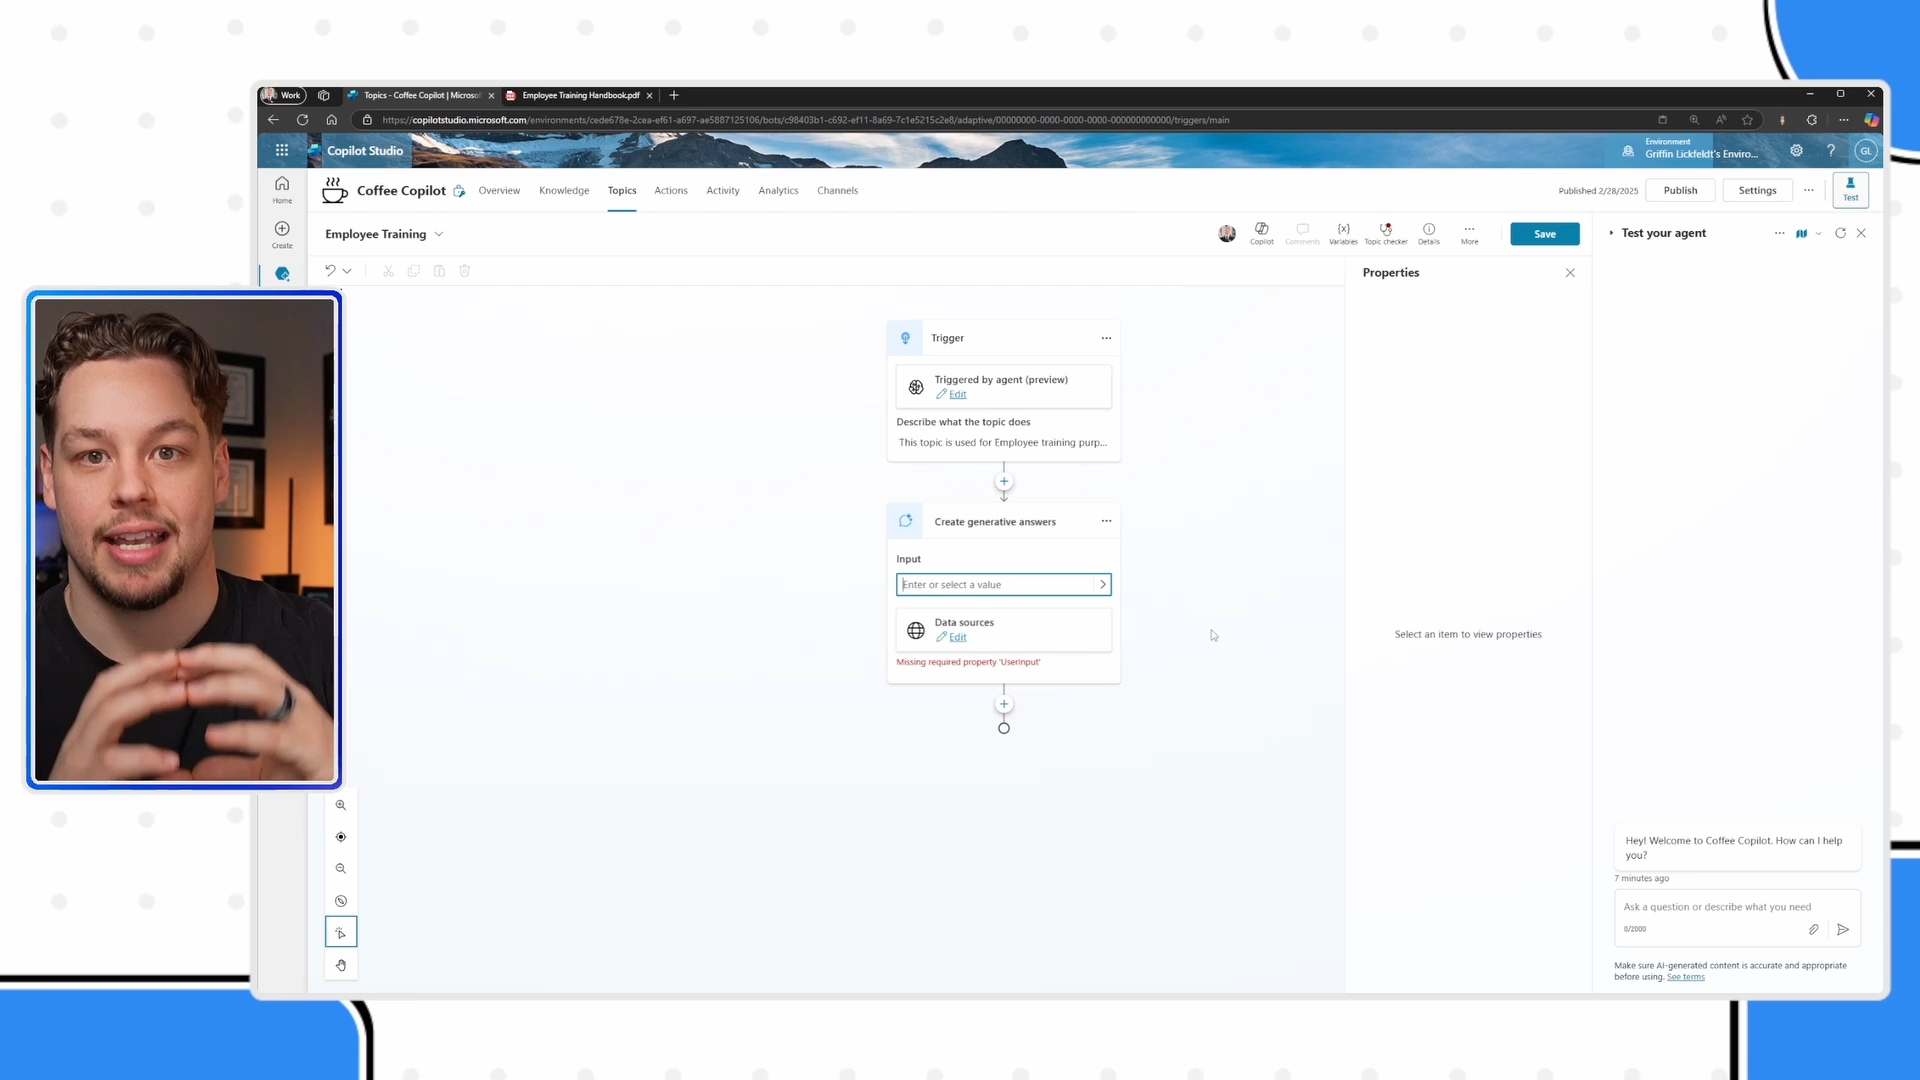 Work
Topics - Coffee Copilot | Microsof
Employee Training Handbook.pdf
https://copilotstudio.microsoft.com/environments/cede678e-2cea-ef61-a697-ae5887125106/bots/c98403b1-c692-ef11-8a69-7c1e5215c2e8/adaptive/00000000-0000-0000-0000-000000000000/triggers/main
Copilot Studio
Environment
Griffin Lickfeldt's Enviro...
GL
Home
Create
Coffee Copilot
Overview
Knowledge
Topics
Actions
Activity
Analytics
Channels
Published 2/28/2025
Publish
Settings
Test
Employee Training
Copilot
Comments
Variables
Topic checker
Details
More
Save
Test your agent
Properties
Select an item to view properties
Trigger
Triggered by agent (preview)
Edit
Describe what the topic does
This topic is used for Employee training purp...
Create generative answers
Input
Enter or select a value
Data sources
Edit
Missing required property 'UserInput'
Hey! Welcome to Coffee Copilot. How can I help
you?
7 minutes ago
Ask a question or describe what you need
0/2000
Make sure AI-generated content is accurate and appropriate
before using. See terms